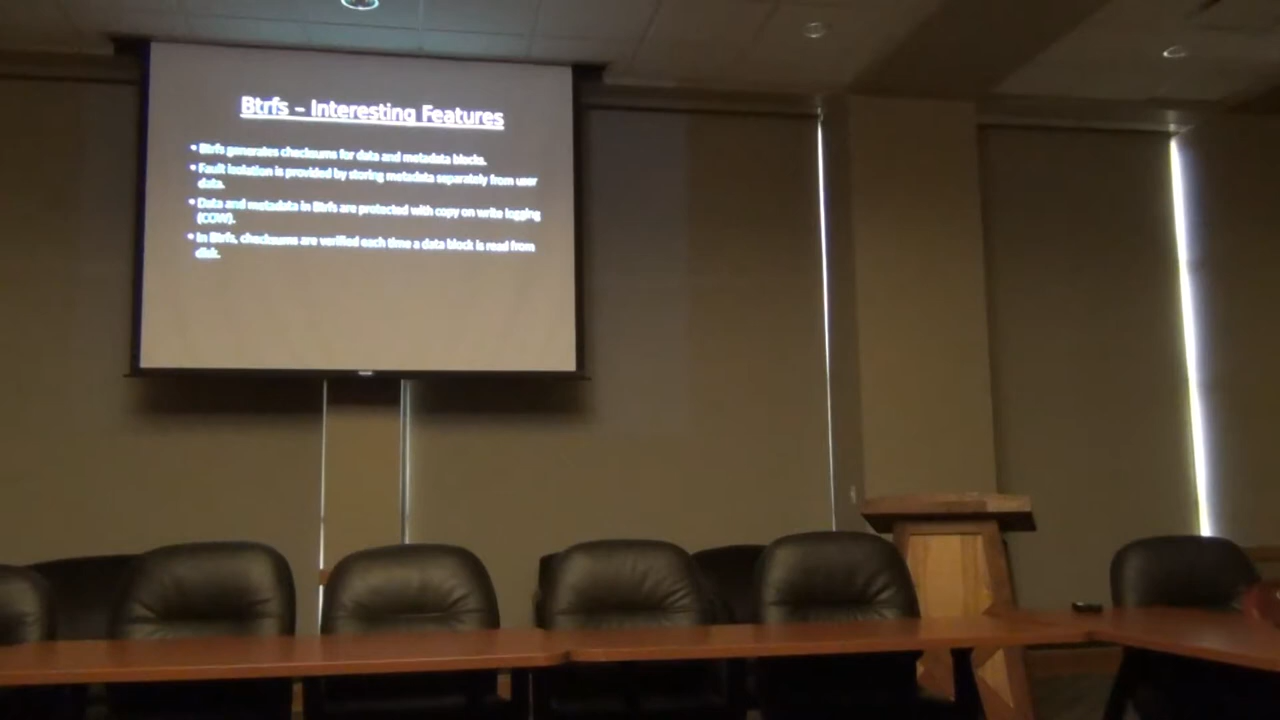 Btrfs – Interesting Features
• Btrfs generates checksums for data and metadata blocks.
• Fault isolation is provided by storing metadata separately from user
data.
• Data and metadata in Btrfs are protected with copy on write logging
(COW).
• In Btrfs, checksums are verified each time a data block is read from
disk.